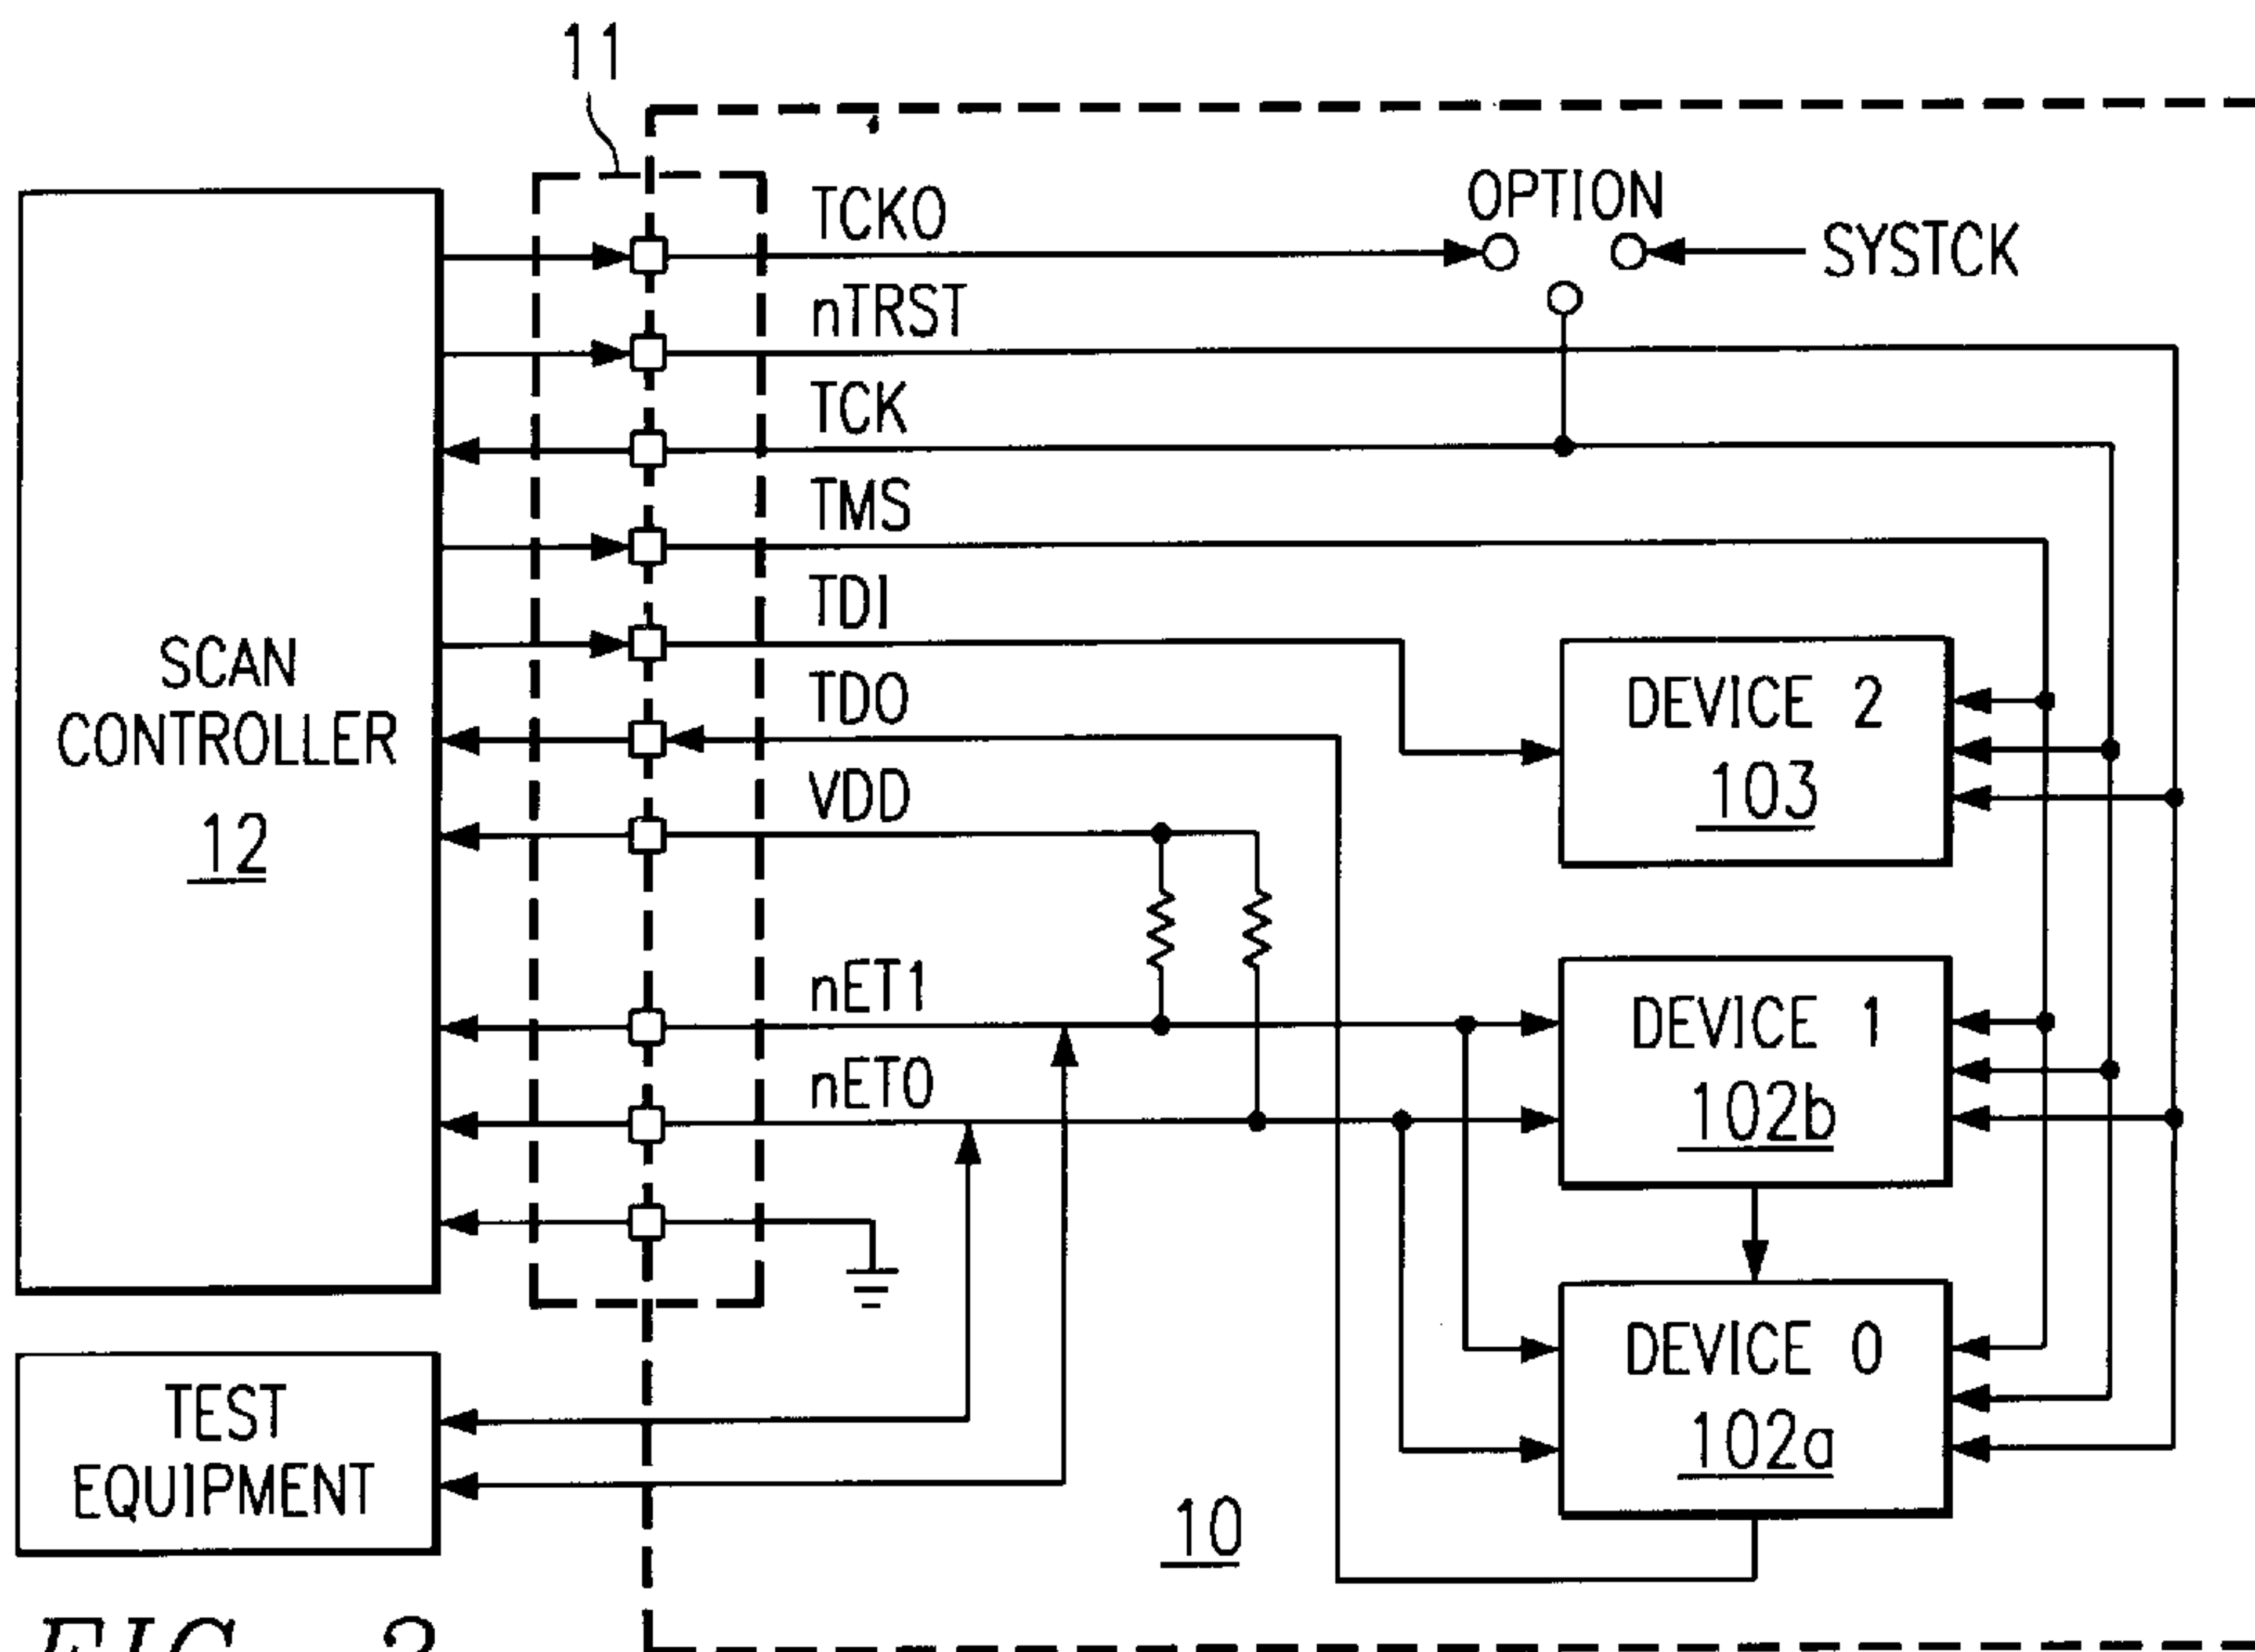 11
TCKO
OPTION
SYSTCK
nTRST
TCK
TMS
TDI
TDO
VDD
nET1
nET0
SCAN
CONTROLLER
12
DEVICE 2
103
DEVICE 1
102b
DEVICE 0
102a
TEST
EQUIPMENT
10